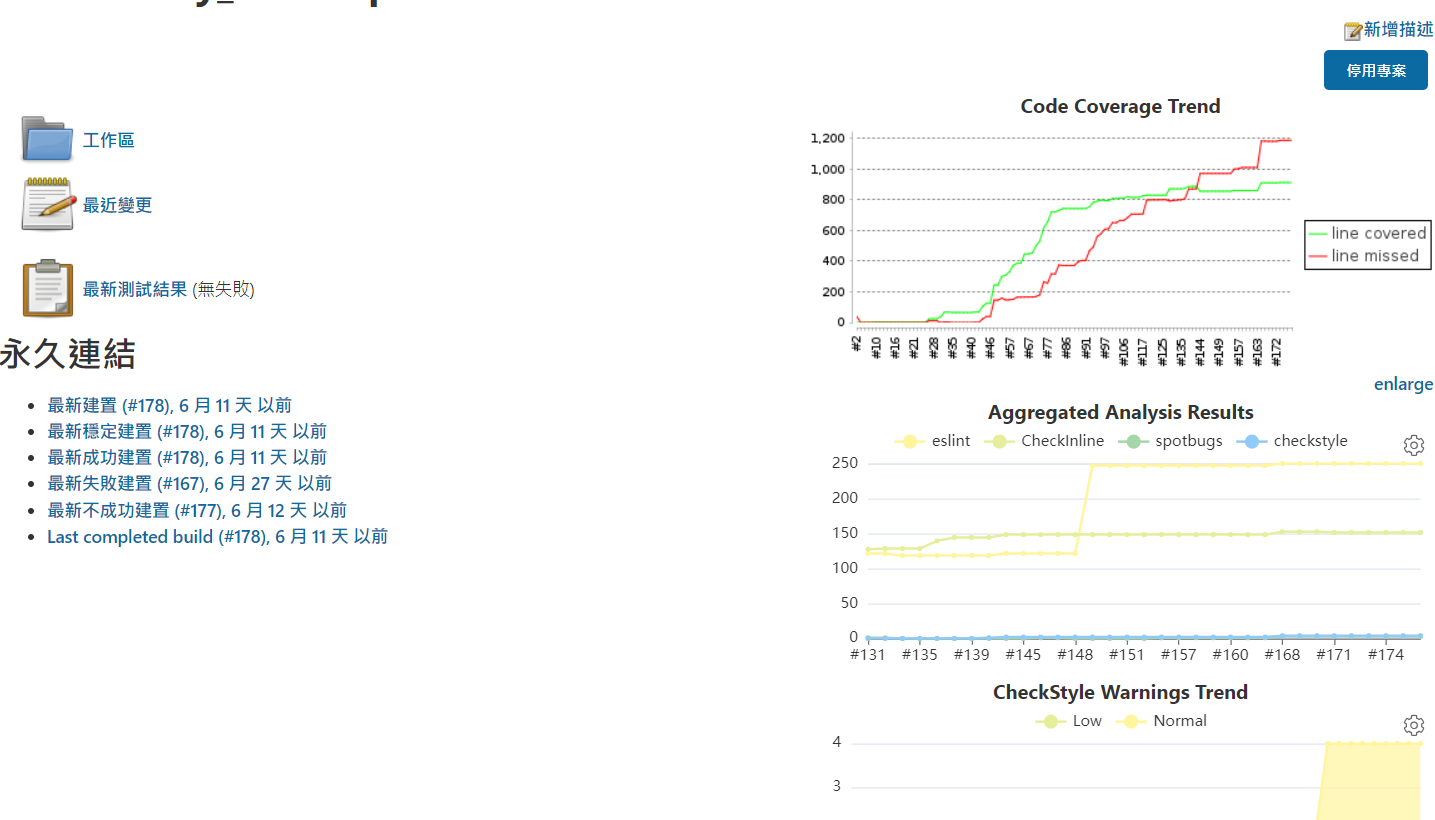 新增描述
停用專案
工作區
最近變更
最新測試結果 (無失敗)
永久連結
最新建置 (#178), 6 月 11 天 以前
最新穩定建置 (#178), 6 月 11 天 以前
最新成功建置 (#178), 6 月 11 天 以前
最新失敗建置 (#167), 6 月 27 天 以前
最新不成功建置 (#177), 6 月 12 天 以前
Last completed build (#178), 6 月 11 天 以前
Code Coverage Trend
1,200
1,000
800
600
400
200
0
#2 #10 #16 #21 #28 #35 #40 #46 #57 #67 #77 #86 #91 #97 #106 #117 #125 #135 #144 #149 #157 #163 #172
line covered
line missed
enlarge
Aggregated Analysis Results
eslint CheckInline spotbugs checkstyle
250
200
150
100
50
0
#131 #135 #139 #145 #148 #151 #157 #160 #168 #171 #174
CheckStyle Warnings Trend
Low Normal
4
3